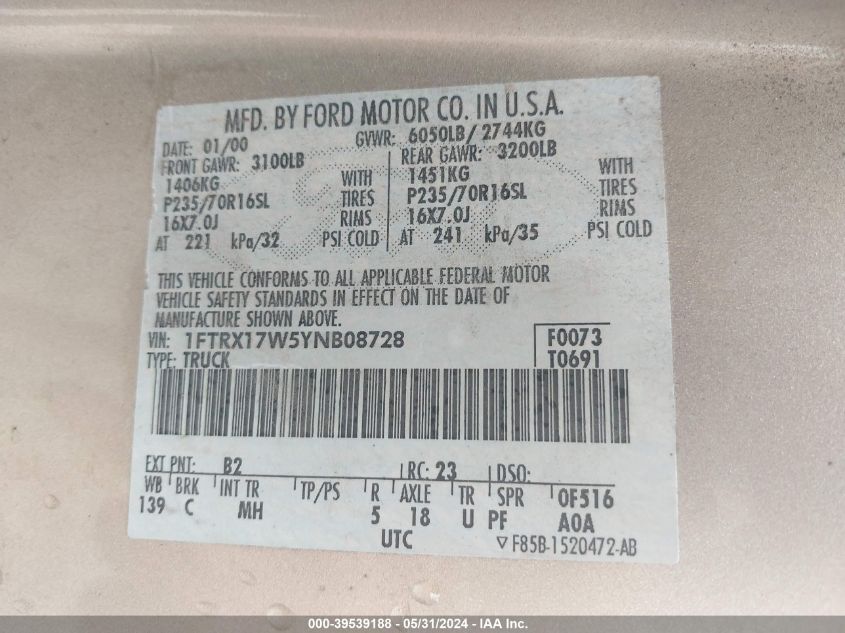 MFD. BY FORD MOTOR CO. IN U.S.A.
DATE: 01/00 GVWR: 6050LB/ 2744KG
FRONT GAWR: 3100LB REAR GAWR: 3200LB
1406KG WITH 1451KG WITH
P235/70R16SL TIRES P235/70R16SL TIRES
16X7.0J RIMS 16X7.0J RIMS
AT 221 kPa/32 PSI COLD AT 241 kPa/35 PSI COLD
THIS VEHICLE CONFORMS TO ALL APPLICABLE FEDERAL MOTOR
VEHICLE SAFETY STANDARDS IN EFFECT ON THE DATE OF
MANUFACTURE SHOWN ABOVE.
VIN: 1FTRX17W5YNB08728 F0073
TYPE: TRUCK T0691
EXT PNT: B2 RC: 23 DSO:
WB BRK INT TR TP/PS R AXLE TR SPR 0F516
139 C MH 5 18 U PF A0A
UTC ▽F85B-1520472-AB
000-39539188 - 05/31/2024 - IAA Inc.